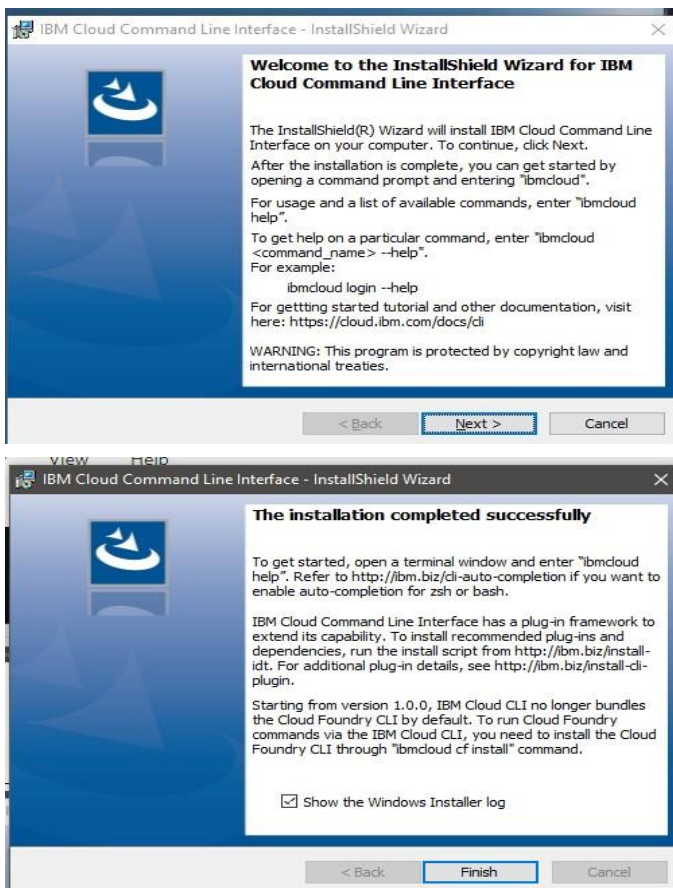 IBM Cloud Command Line Interface - InstallShield Wizard
Welcome to the InstallShield Wizard for IBM
Cloud Command Line Interface
The InstallShield(R) Wizard will install IBM Cloud Command Line
Interface on your computer. To continue, click Next.
After the installation is complete, you can get started by
opening a command prompt and entering "ibmcloud".
For usage and a list of available commands, enter "ibmcloud
help".
To get help on a particular command, enter "ibmcloud
<command_name> --help".
For example:
ibmcloud login --help
For gettting started tutorial and other documentation, visit
here: https://cloud.ibm.com/docs/cli
WARNING: This program is protected by copyright law and
international treaties.
< Back Next > Cancel
View Help
IBM Cloud Command Line Interface - InstallShield Wizard
The installation completed successfully
To get started, open a terminal window and enter "ibmcloud
help". Refer to http://ibm.biz/cli-auto-completion if you want to
enable auto-completion for zsh or bash.
IBM Cloud Command Line Interface has a plug-in framework to
extend its capability. To install recommended plug-ins and
dependencies, run the install script from http://ibm.biz/install-
idt. For additional plug-in details, see http://ibm.biz/install-cli-
plugin.
Starting from version 1.0.0, IBM Cloud CLI no longer bundles
the Cloud Foundry CLI by default. To run Cloud Foundry
commands via the IBM Cloud CLI, you need to install the Cloud
Foundry CLI through "ibmcloud cf install" command.
Show the Windows Installer log
< Back Finish Cancel